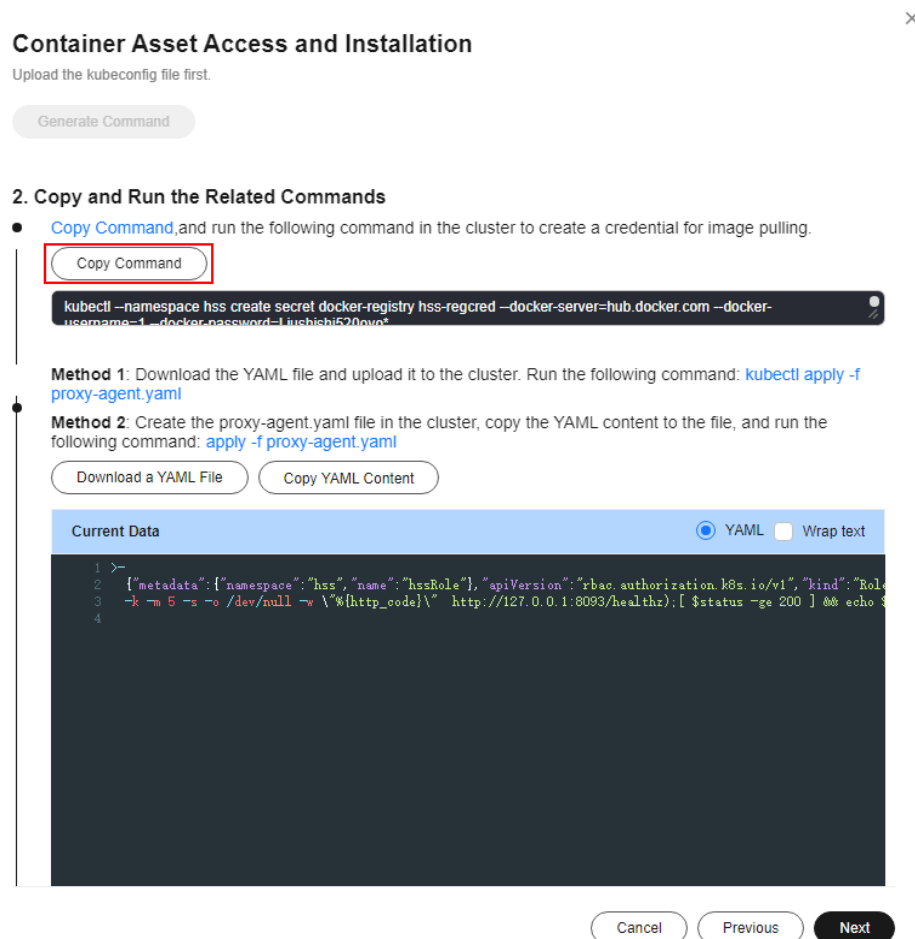 Container Asset Access and Installation
Upload the kubeconfig file first.
Generate Command
2. Copy and Run the Related Commands
Copy Command,and run the following command in the cluster to create a credential for image pulling.
Copy Command
kubectl --namespace hss create secret docker-registry hss-regcred --docker-server=hub.docker.com --docker-
username=1 --docker-password=Liushishi520ovo*
Method 1: Download the YAML file and upload it to the cluster. Run the following command: kubectl apply -f
proxy-agent.yaml
Method 2: Create the proxy-agent.yaml file in the cluster, copy the YAML content to the file, and run the
following command: apply -f proxy-agent.yaml
Download a YAML File Copy YAML Content
Current Data YAML Wrap text
1 >-
2 {"metadata":{"namespace":"hss","name":"hssRole"},"apiVersion":"rbac.authorization.k8s.io/v1","kind":"Role
3 -k -m 5 -s -o /dev/null -w \"%{http_code}\" http://127.0.0.1:8093/healthz);[ $status -ge 200 ] && echo $
4
Cancel Previous Next